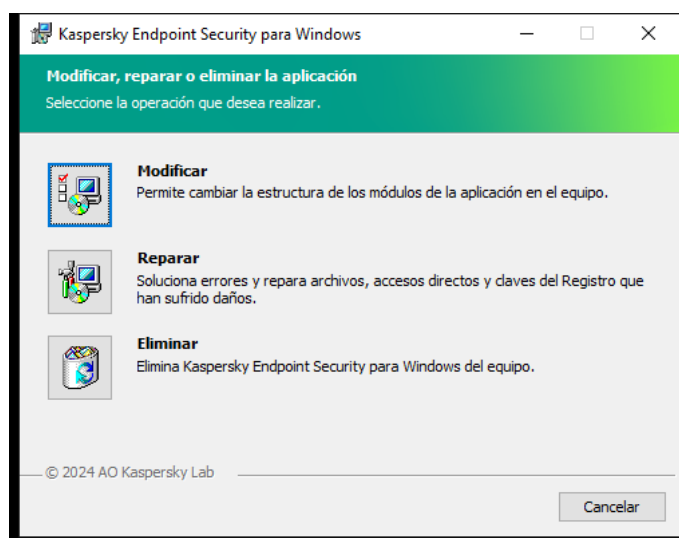 Kaspersky Endpoint Security para Windows
Modificar, reparar o eliminar la aplicación
Seleccione la operación que desea realizar.
Modificar
Permite cambiar la estructura de los módulos de la aplicación en el equipo.
Reparar
Soluciona errores y repara archivos, accesos directos y claves del Registro que
han sufrido daños.
Eliminar
Elimina Kaspersky Endpoint Security para Windows del equipo.
© 2024 AO Kaspersky Lab
Cancelar